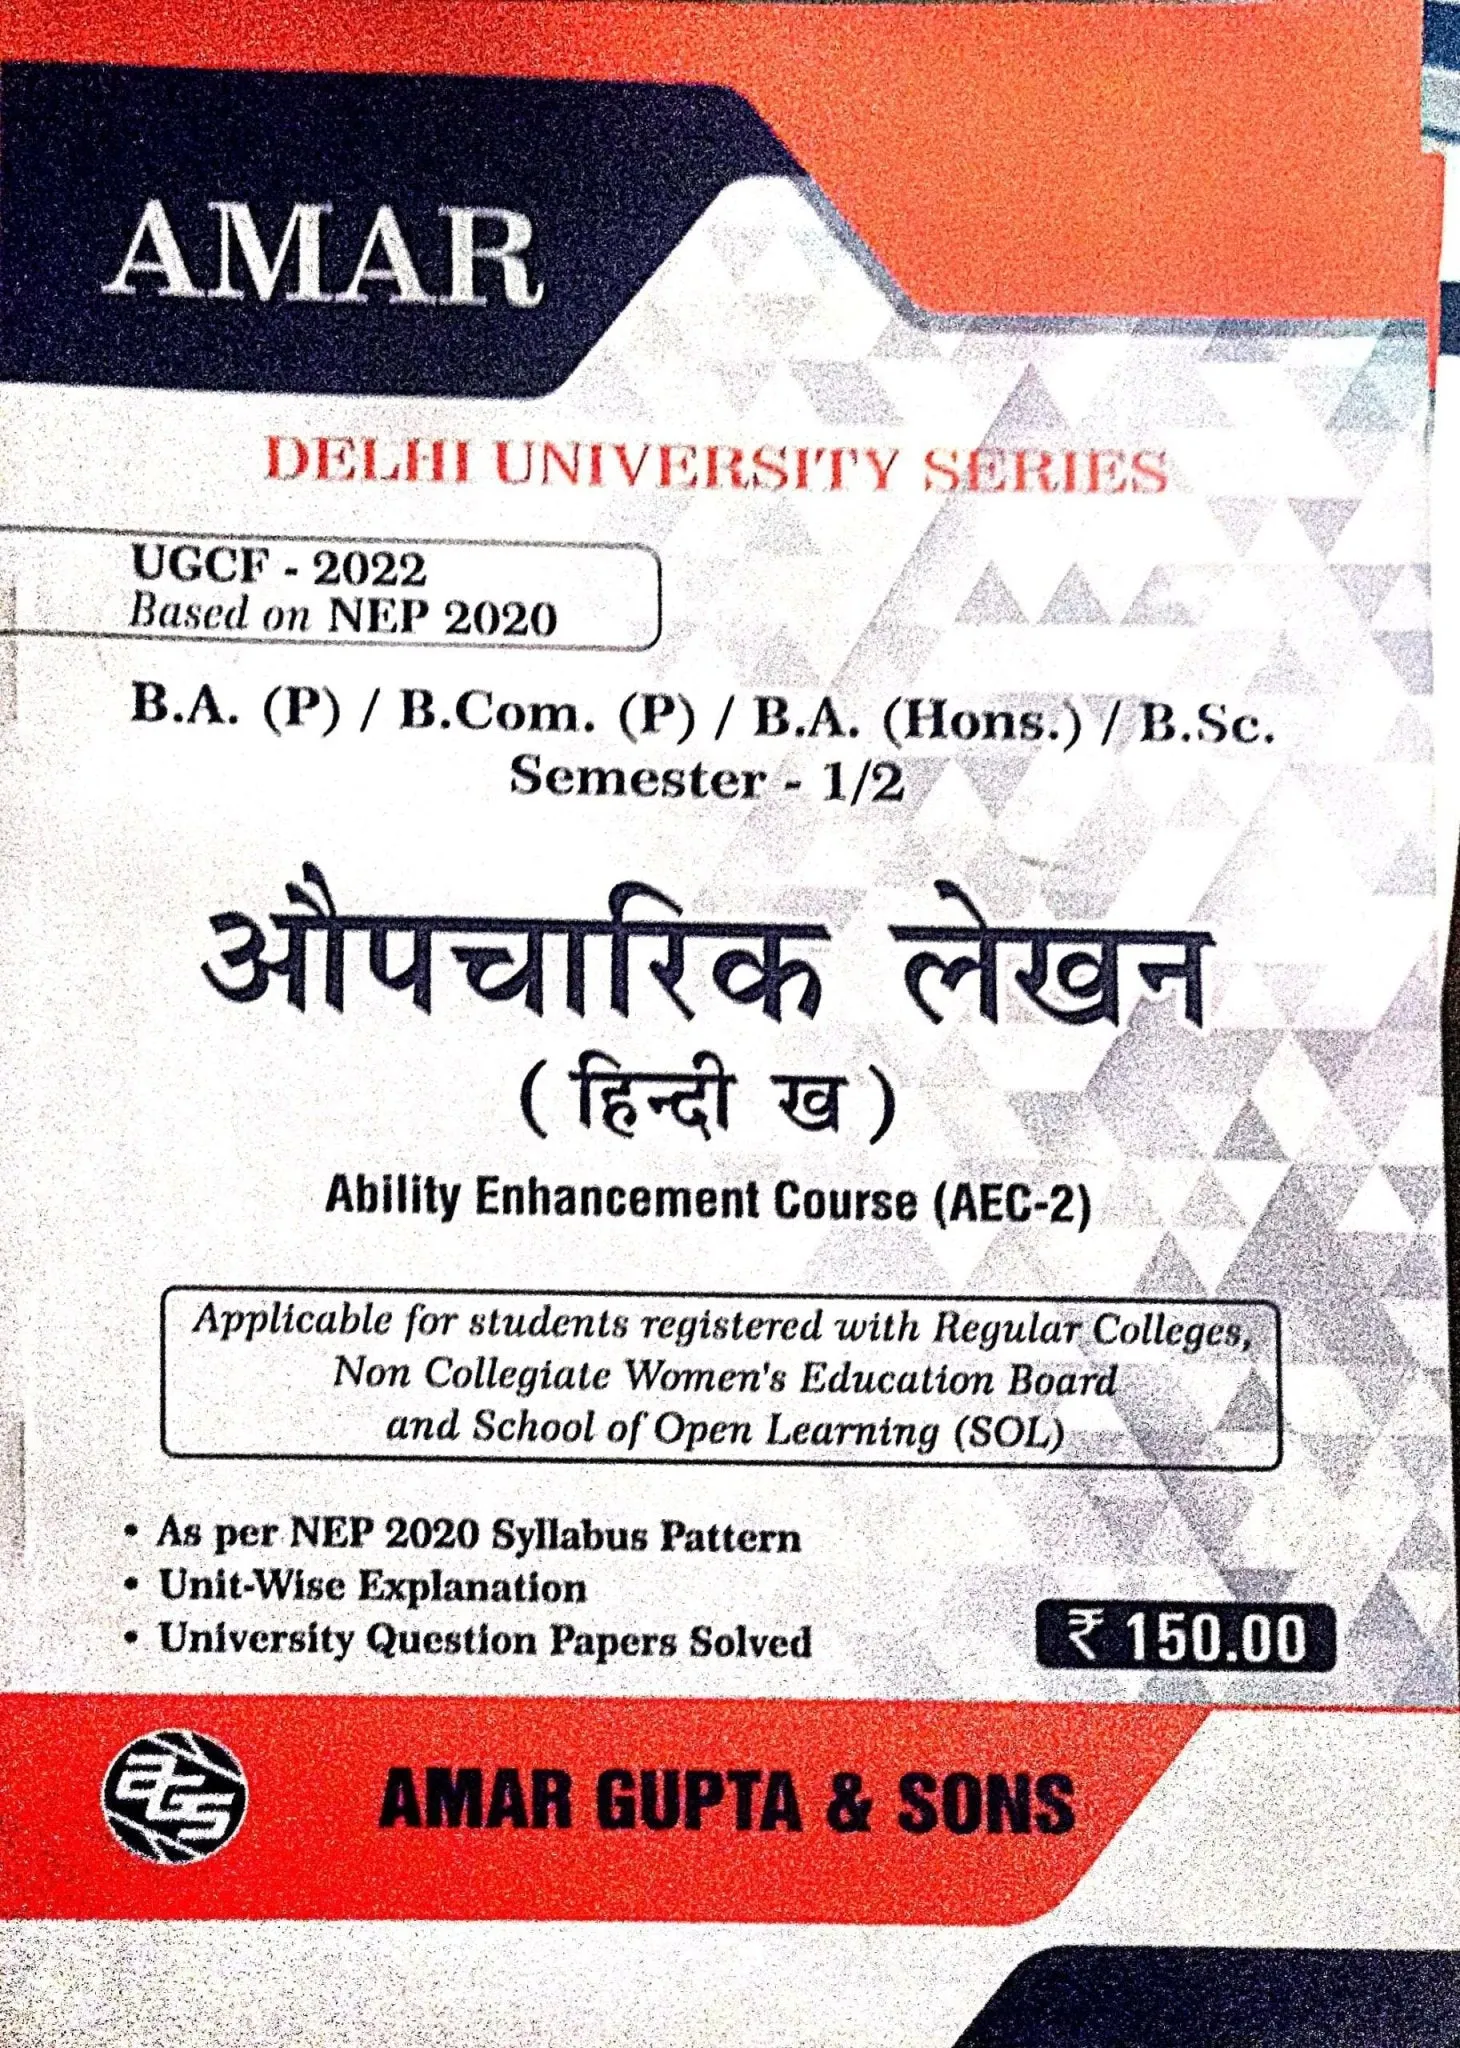 AMAR
DELHI UNIVERSITY SERIES
UGCF - 2022
Based on NEP 2020
B.A. (P) / B.Com. (P) / B.A. (Hons.) / B.Sc.
Semester - 1/2
औपचारिक लेखन
( हिन्दी ख )
Ability Enhancement Course (AEC-2)
Applicable for students registered with Regular Colleges,
Non Collegiate Women's Education Board
and School of Open Learning (SOL)
• As per NEP 2020 Syllabus Pattern
• Unit-Wise Explanation
• University Question Papers Solved
₹ 150.00
aGS
AMAR GUPTA & SONS